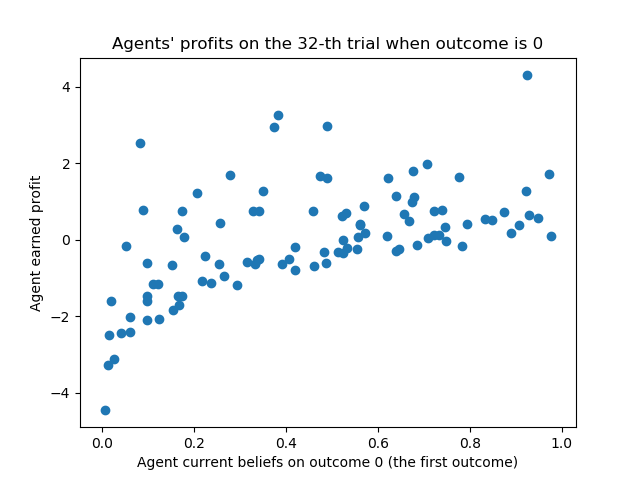 Agents' profits on the 32-th trial when outcome is 0
4
2
0
−2
−4
Agent earned profit
0.0 0.2 0.4 0.6 0.8 1.0
Agent current beliefs on outcome 0 (the first outcome)